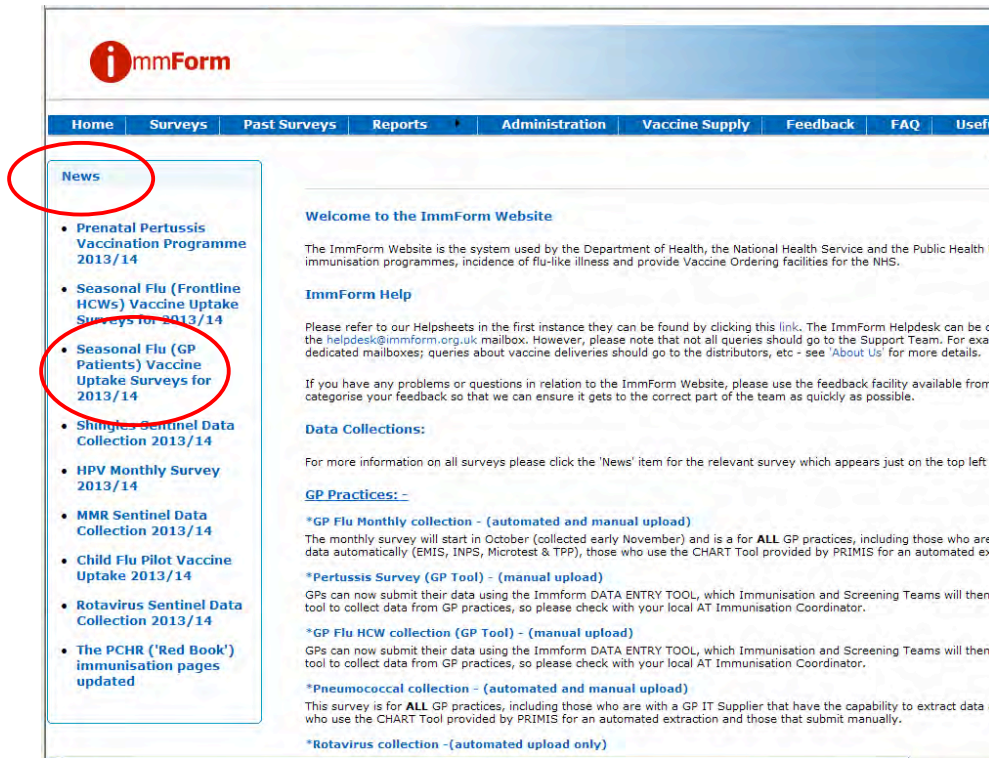 immForm
Home Surveys Past Surveys Reports Administration Vaccine Supply Feedback FAQ
News
• Prenatal Pertussis
Vaccination Programme
2013/14
• Seasonal Flu (Frontline
HCWs) Vaccine Uptake
Surveys for 2013/14
• Seasonal Flu (GP
Patients) Vaccine
Uptake Surveys for
2013/14
• Shingles Sentinel Data
Collection 2013/14
• HPV Monthly Survey
2013/14
• MMR Sentinel Data
Collection 2013/14
• Child Flu Pilot Vaccine
Uptake 2013/14
• Rotavirus Sentinel Data
Collection 2013/14
• The PCHR ('Red Book')
immunisation pages
updated
Welcome to the ImmForm Website
The ImmForm Website is the system used by the Department of Health, the National Health Service and the Public Health
immunisation programmes, incidence of flu-like illness and provide Vaccine Ordering facilities for the NHS.
ImmForm Help
Please refer to our Helpsheets in the first instance they can be found by clicking this link. The ImmForm Helpdesk can be
the helpdesk@immform.org.uk mailbox. However, please note that not all queries should go to the Support Team. For
dedicated mailboxes; queries about vaccine deliveries should go to the distributors, etc - see 'About Us' for more details.
If you have any problems or questions in relation to the ImmForm Website, please use the feedback facility available from
categorise your feedback so that we can ensure it gets to the correct part of the team as quickly as possible.
Data Collections:
For more information on all surveys please click the 'News' item for the relevant survey which appears just on the top left
GP Practices: -
*GP Flu Monthly collection - (automated and manual upload)
The monthly survey will start in October (collected early November) and is a for ALL GP practices, including those who are
data automatically (EMIS, INPS, Microtest & TPP), those who use the CHART Tool provided by PRIMIS for an automated
*Pertussis Survey (GP Tool) - (manual upload)
GPs can now submit their data using the Immform DATA ENTRY TOOL, which Immunisation and Screening Teams will then
tool to collect data from GP practices, so please check with your local AT Immunisation Coordinator.
*GP Flu HCW collection (GP Tool) - (manual upload)
GPs can now submit their data using the Immform DATA ENTRY TOOL, which Immunisation and Screening Teams will then
tool to collect data from GP practices, so please check with your local AT Immunisation Coordinator.
*Pneumococcal collection - (automated and manual upload)
This survey is for ALL GP practices, including those who are with a GP IT Supplier that have the capability to extract data
who use the CHART Tool provided by PRIMIS for an automated extraction and those that submit manually.
*Rotavirus collection -(automated upload only)